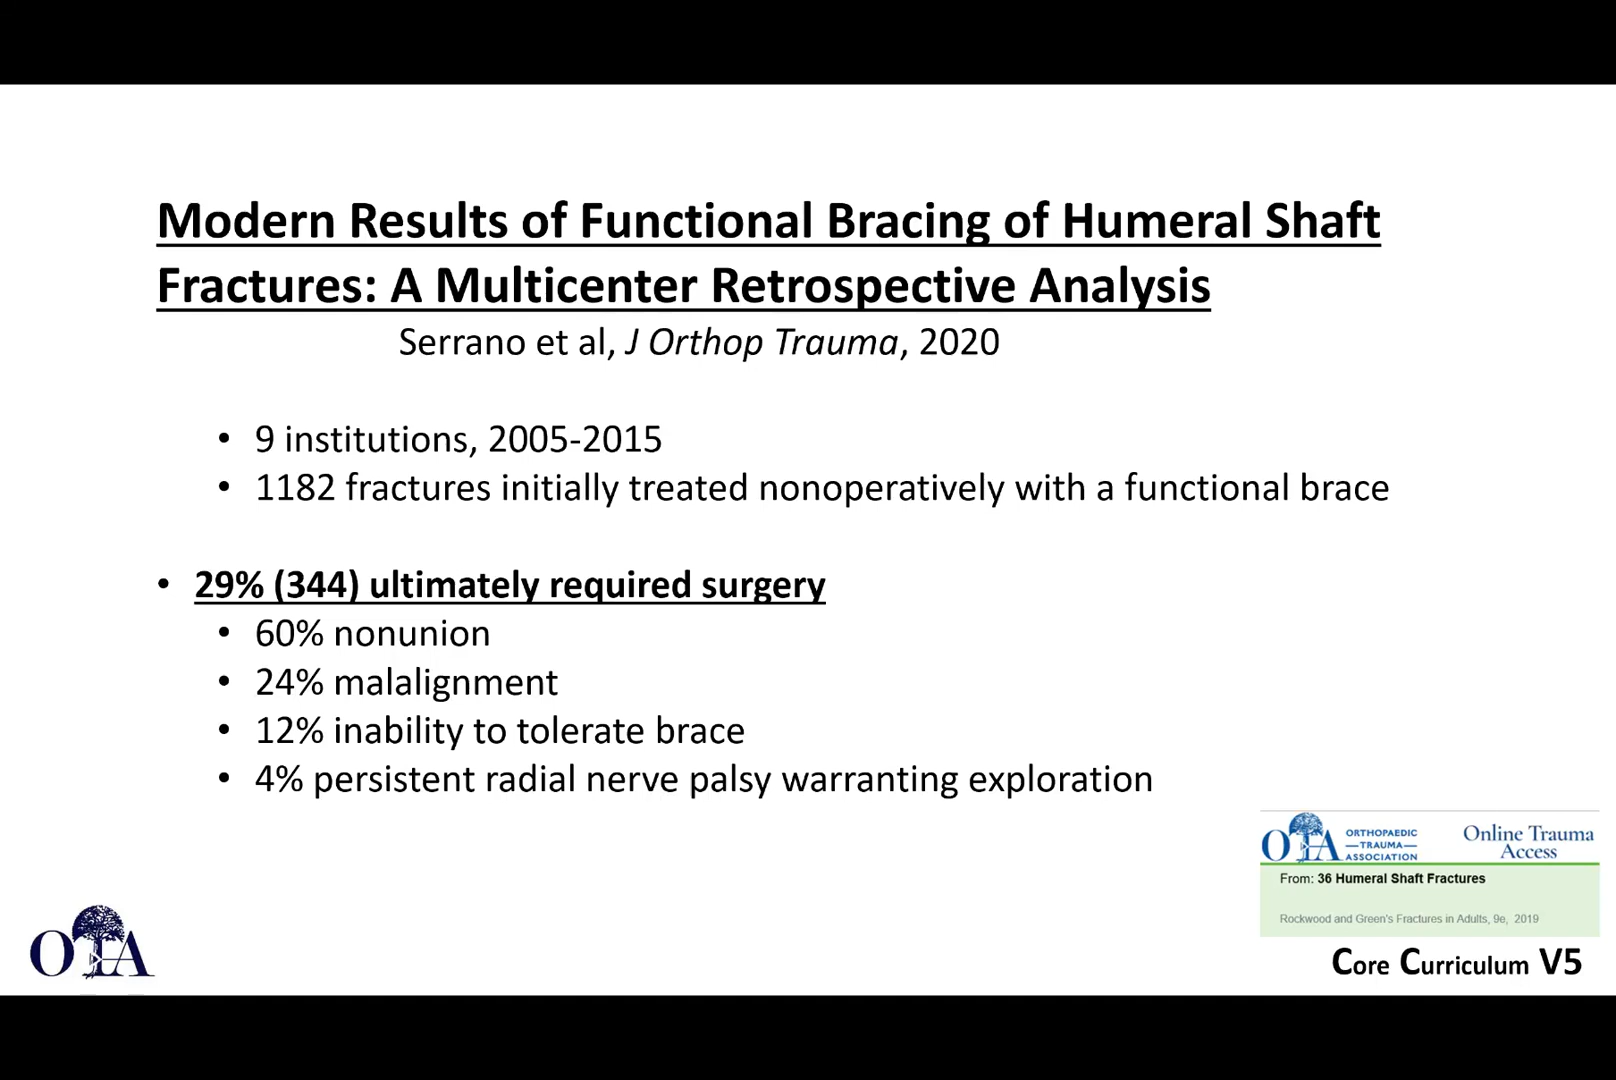 Modern Results of Functional Bracing of Humeral Shaft
Fractures: A Multicenter Retrospective Analysis
Serrano et al, J Orthop Trauma, 2020
• 9 institutions, 2005-2015
• 1182 fractures initially treated nonoperatively with a functional brace
• 29% (344) ultimately required surgery
• 60% nonunion
• 24% malalignment
• 12% inability to tolerate brace
• 4% persistent radial nerve palsy warranting exploration
OTA
ORTHOPAEDIC
—TRAUMA—
ASSOCIATION
Online Trauma
Access
From: 36 Humeral Shaft Fractures
Rockwood and Green's Fractures in Adults, 9e, 2019
OTA
Core Curriculum V5